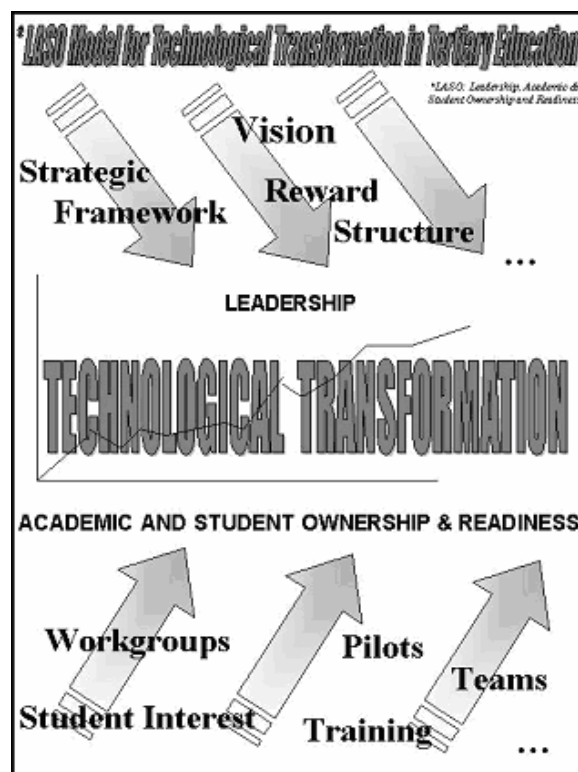 *LASO Model for Technological Transformation in Tertiary Education
*LASO: Leadership, Academic &
Student Ownership and Readiness
Vision
Strategic
Framework
Reward
Structure
...
LEADERSHIP
TECHNOLOGICAL TRANSFORMATION
ACADEMIC AND STUDENT OWNERSHIP & READINESS
Workgroups
Pilots
Teams
Student Interest
Training
...